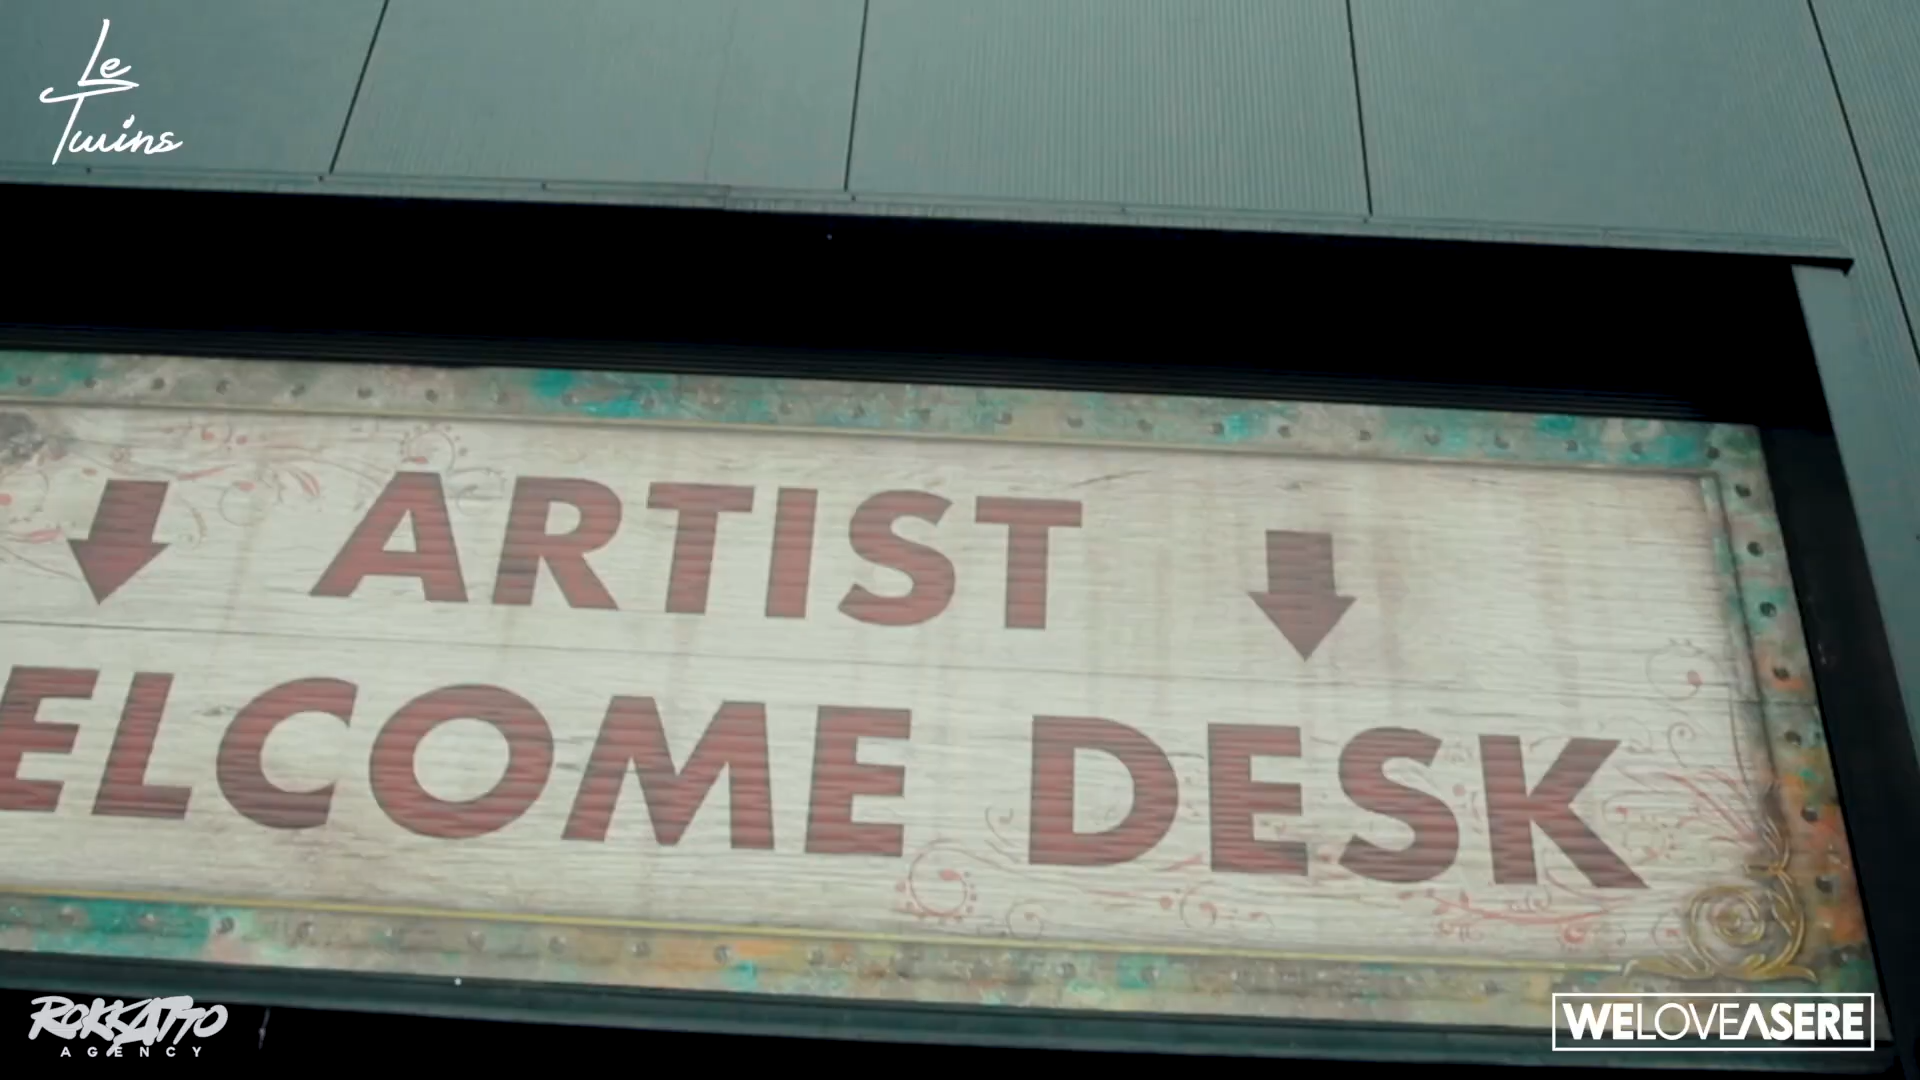 Le
Twins
ARTIST
ELCOME DESK
ROKKATTO
AGENCY
WELOVEASERE